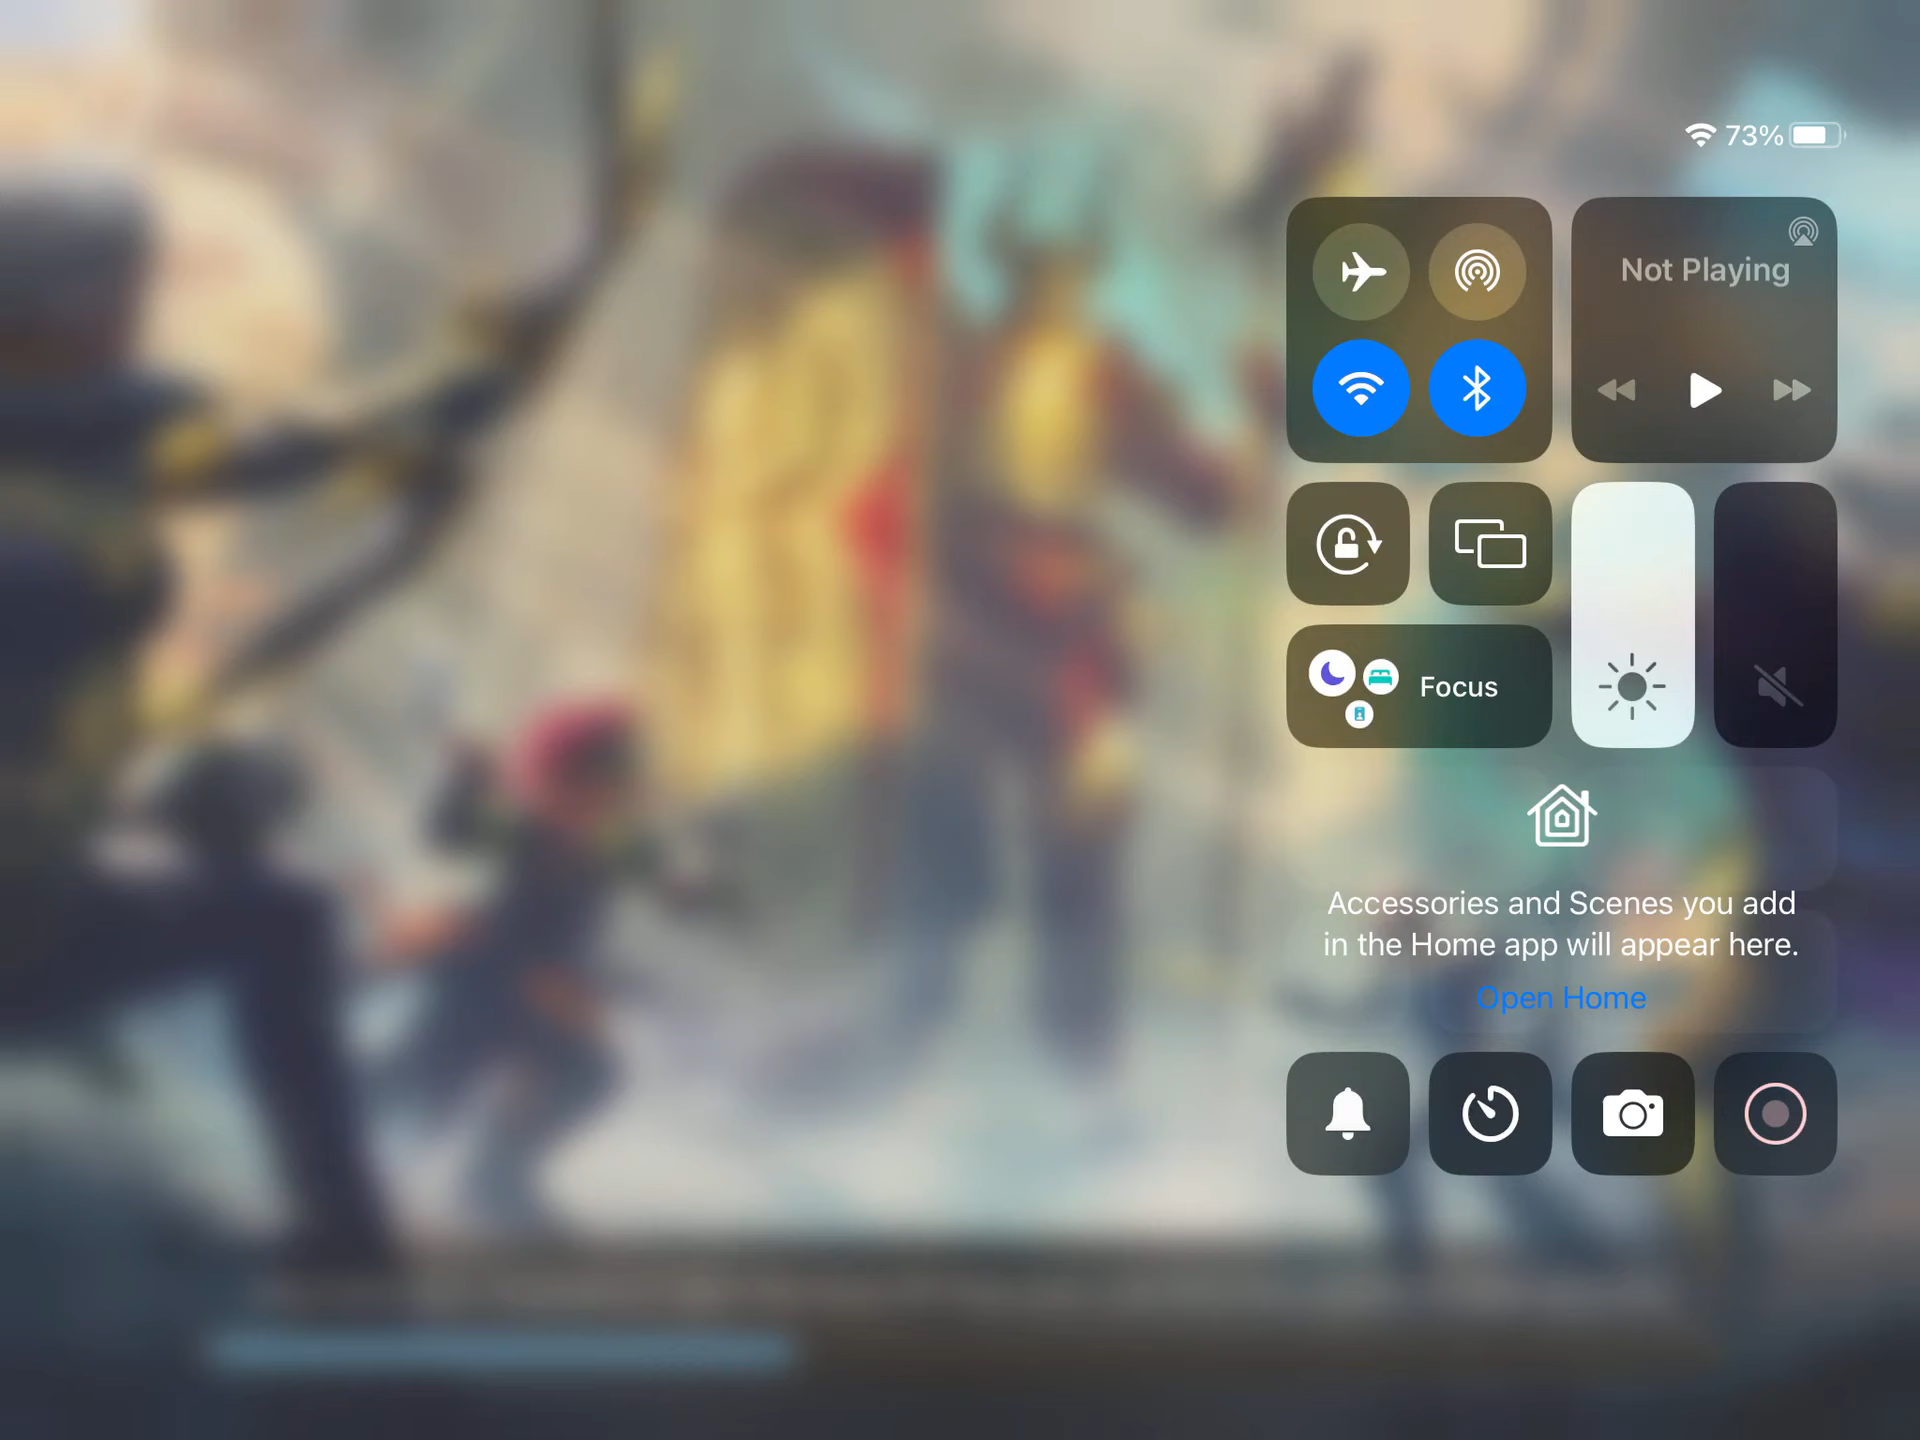 73%
Not Playing
Focus
Accessories and Scenes you add
in the Home app will appear here.
Open Home